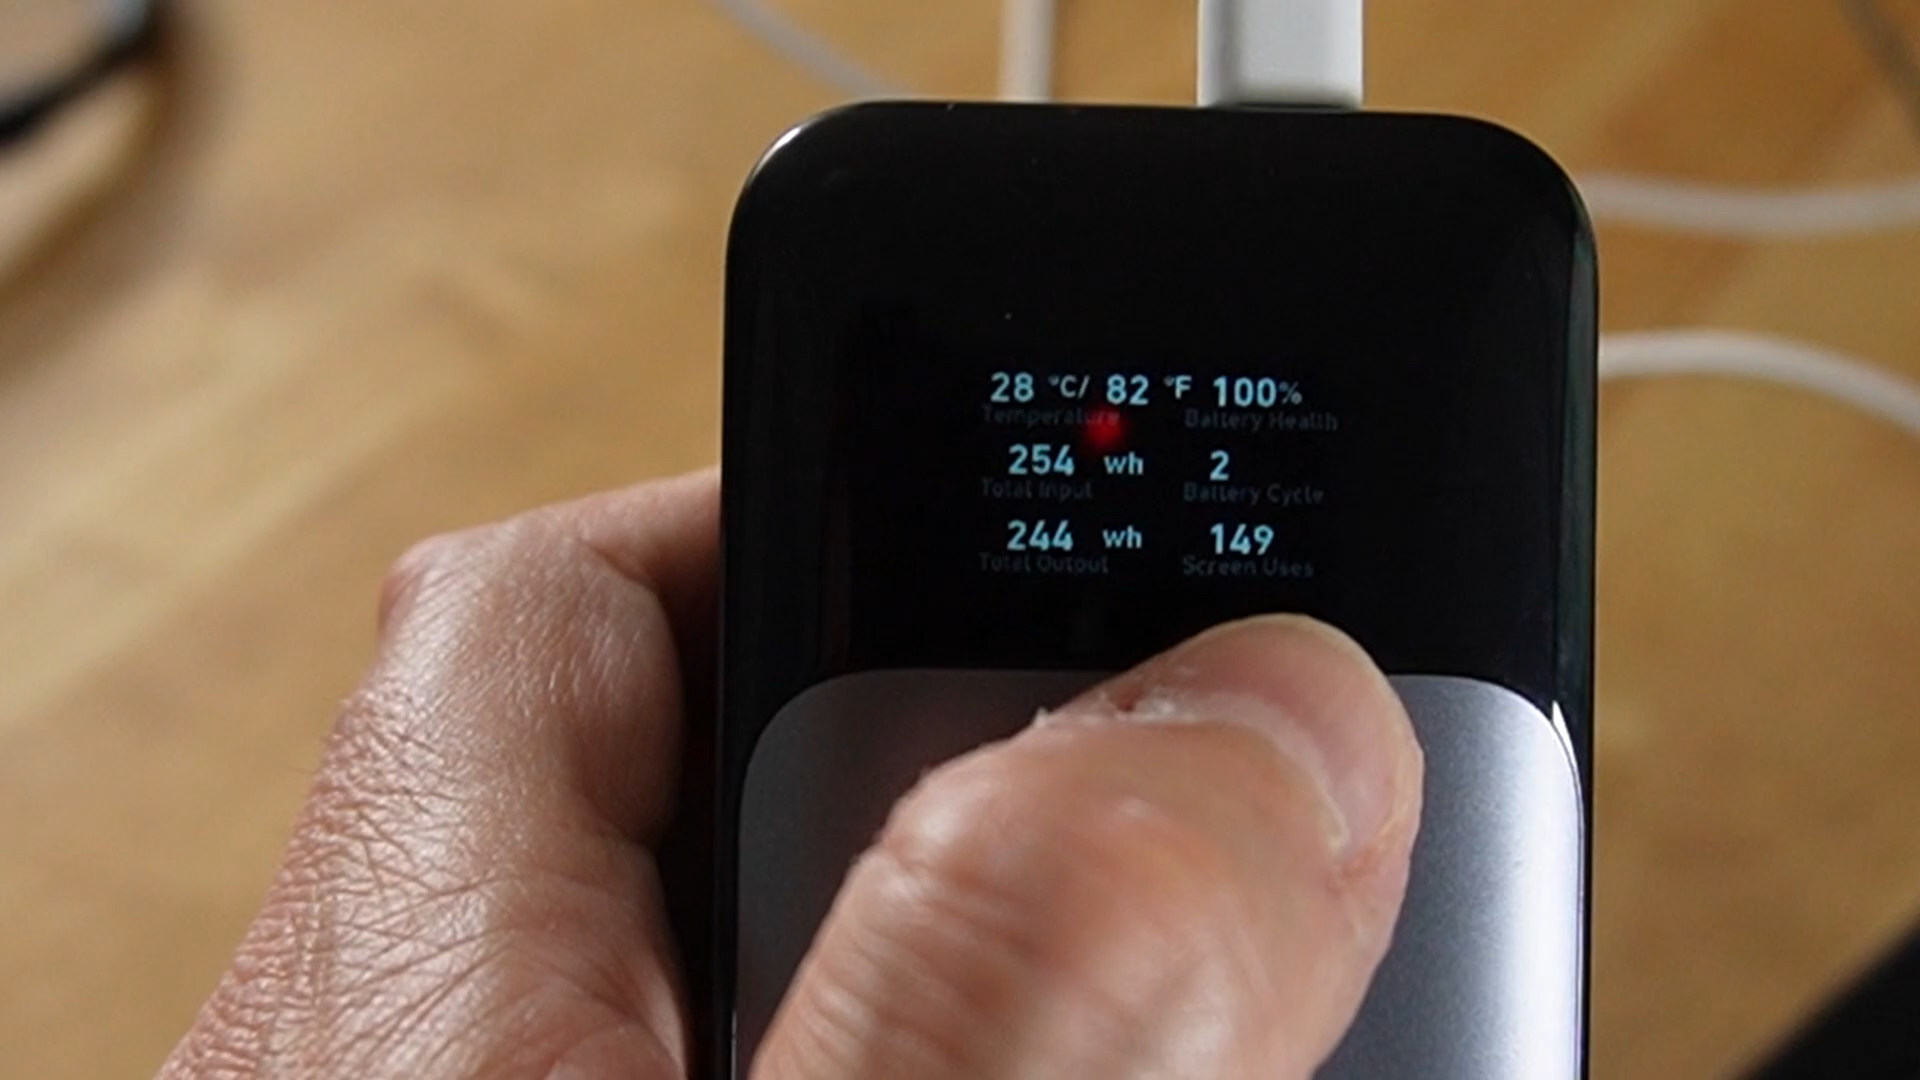 28 °C/ 82 °F 100%
Temperature Battery Health
254 wh 2
Total Input Battery Cycle
244 wh 149
Total Output Screen Uses